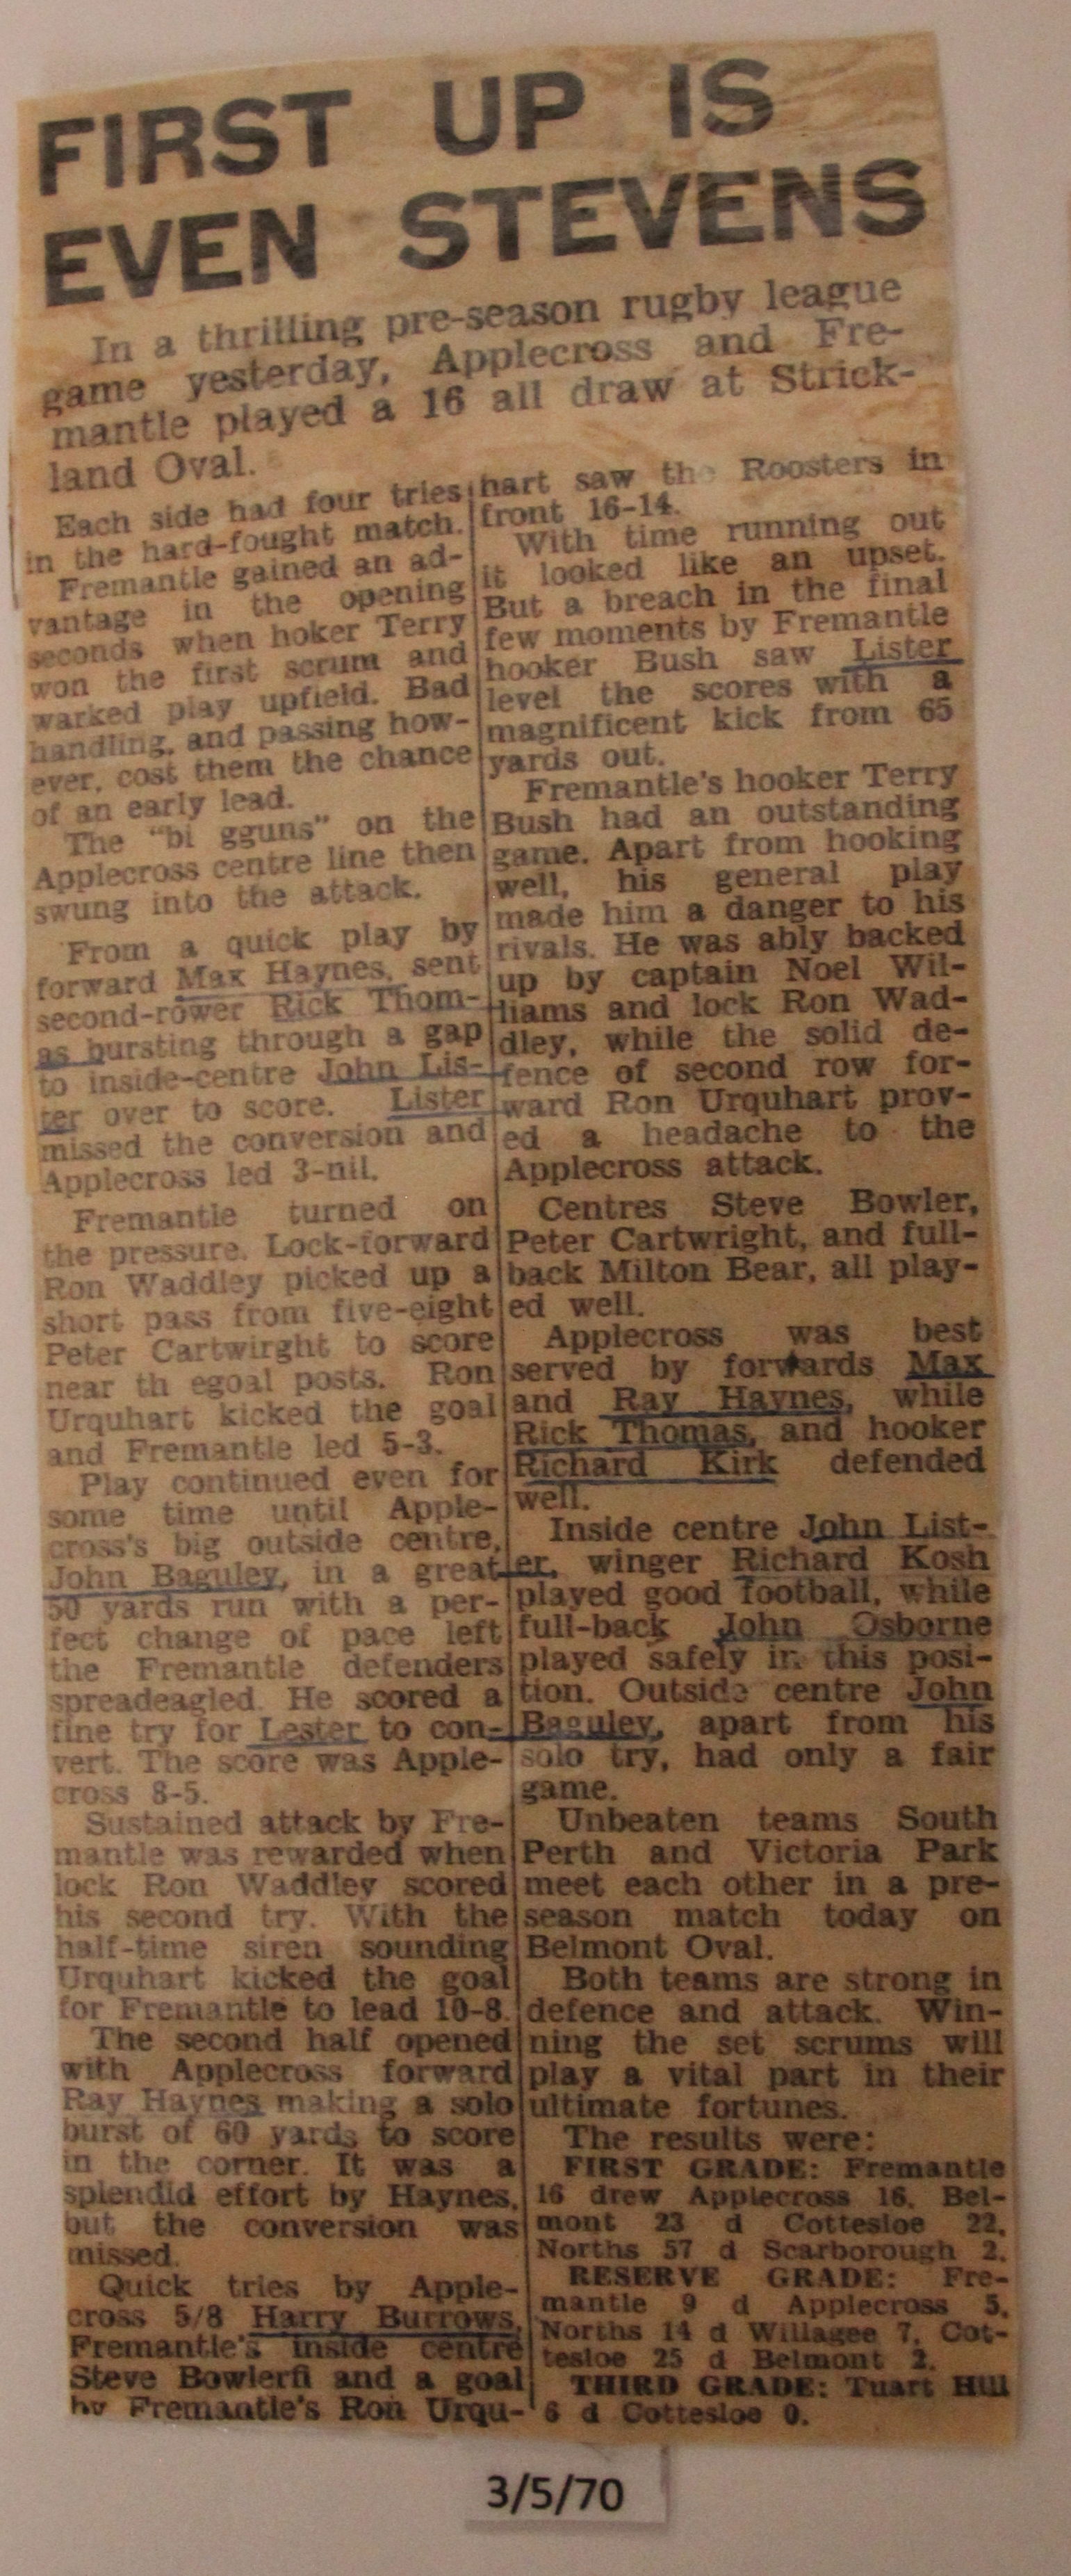 FIRST UP IS
EVEN STEVENS
In a thrilling pre-season rugby league
game yesterday, Applecross and Fre-
mantle played a 16 all draw at Strick-
land Oval.
Each side had four tries
in the hard-fought match.
Fremantle gained an ad-
vantage in the opening
seconds when hoker Terry
won the first scrum and
warked play upfield. Bad
handling, and passing how-
ever, cost them the chance
of an early lead.
The "bi gguns" on the
Applecross centre line then
swung into the attack.
From a quick play by
forward Max Haynes, sent
second-rower Rick Thom-
as bursting through a gap
to inside-centre John Lis-
ter over to score. Lister
missed the conversion and
Applecross led 3-nil.
Fremantle turned on
the pressure. Lock-forward
Ron Waddley picked up a
short pass from five-eight
Peter Cartwirght to score
near th egoal posts. Ron
Urquhart kicked the goal
and Fremantle led 5-3.
Play continued even for
some time until Apple-
cross's big outside centre,
John Baguley, in a great
50 yards run with a per-
fect change of pace left
the Fremantle defenders
spreadeagled. He scored a
fine try for Lester to con-
vert. The score was Apple-
cross 8-5.
Sustained attack by Fre-
mantle was rewarded when
lock Ron Waddley scored
his second try. With the
half-time siren sounding
Urquhart kicked the goal
for Fremantle to lead 10-8.
The second half opened
with Applecross forward
Ray Haynes making a solo
burst of 60 yards to score
in the corner. It was a
splendid effort by Haynes,
but the conversion was
missed.
Quick tries by Apple-
cross 5/8 Harry Burrows,
Fremantle's inside centre
Steve Bowlerfi and a goal
by Fremantle's Ron Urqu-
hart saw the Roosters in
front 16-14.
With time running out
it looked like an upset.
But a breach in the final
few moments by Fremantle
hooker Bush saw Lister
level the scores with a
magnificent kick from 65
yards out.
Fremantle's hooker Terry
Bush had an outstanding
game. Apart from hooking
well, his general play
made him a danger to his
rivals. He was ably backed
up by captain Noel Wil-
liams and lock Ron Wad-
dley, while the solid de-
fence of second row for-
ward Ron Urquhart prov-
ed a headache to the
Applecross attack.
Centres Steve Bowler,
Peter Cartwright, and full-
back Milton Bear, all play-
ed well.
Applecross was best
served by forwards Max
and Ray Haynes, while
Rick Thomas, and hooker
Richard Kirk defended
well.
Inside centre John List-
er, winger Richard Kosh
played good football, while
full-back John Osborne
played safely in this posi-
tion. Outside centre John
Baguley, apart from his
solo try, had only a fair
game.
Unbeaten teams South
Perth and Victoria Park
meet each other in a pre-
season match today on
Belmont Oval.
Both teams are strong in
defence and attack. Win-
ning the set scrums will
play a vital part in their
ultimate fortunes.
The results were:
FIRST GRADE: Fremantle
16 drew Applecross 16. Bel-
mont 23 d Cottesloe 22,
Norths 57 d Scarborough 2.
RESERVE GRADE: Fre-
mantle 9 d Applecross 5,
Norths 14 d Willagee 7, Cot-
tesloe 25 d Belmont 2.
THIRD GRADE: Tuart Hill
6 d Cottesloe 0.
3/5/70